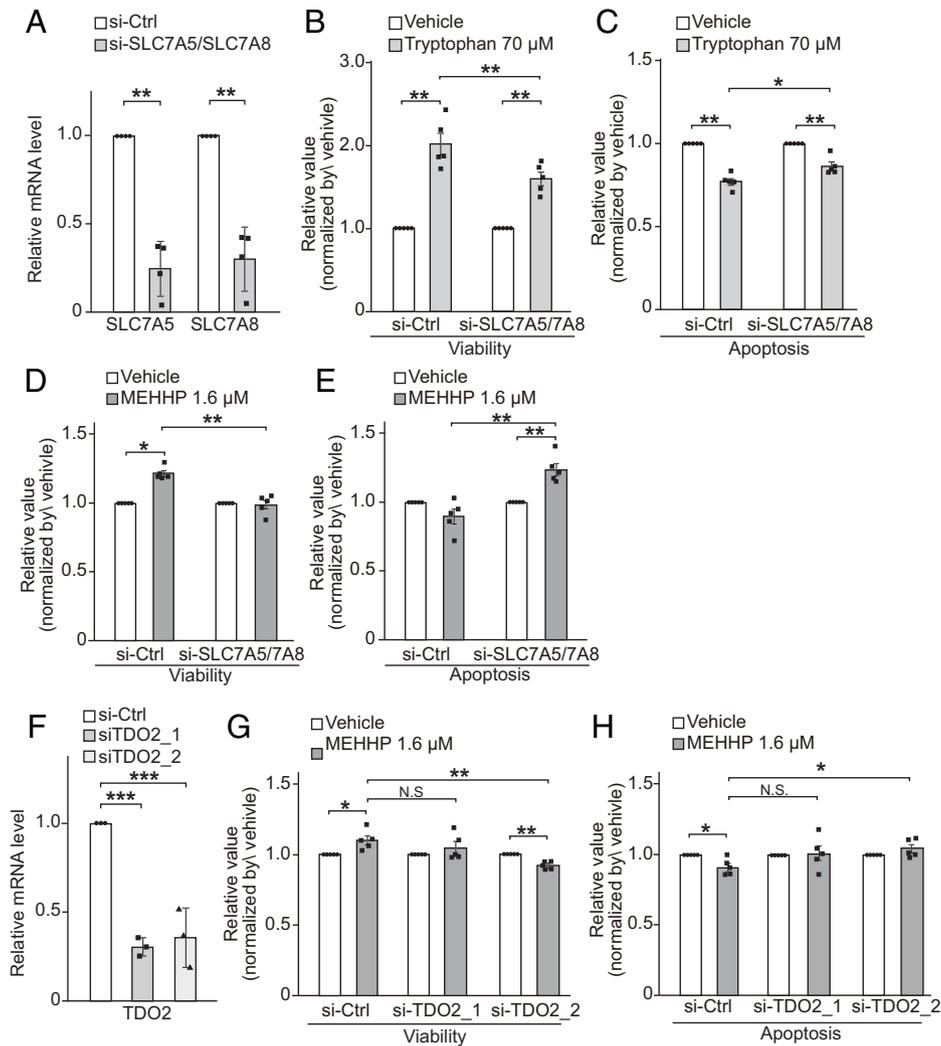 A
si-Ctrl
si-SLC7A5/SLC7A8
Relative mRNA level
1.0
0.5
0
**
**
SLC7A5
SLC7A8
B
Vehicle
Tryptophan 70 µM
Relative value
(normalized by\ vehivle)
3.0
2.0
1.0
0
**
**
**
si-Ctrl
si-SLC7A5/7A8
Viability
C
Vehicle
Tryptophan 70 µM
Relative value
(normalized by\ vehicle)
1.5
1.0
0.5
0
*
**
**
si-Ctrl
si-SLC7A5/7A8
Apoptosis
D
Vehicle
MEHHP 1.6 µM
Relative value
(normalized by\ vehivle)
1.5
1.0
0.5
0
**
*
si-Ctrl
si-SLC7A5/7A8
Viability
E
Vehicle
MEHHP 1.6 µM
Relative value
(normalized by\ vehivle)
1.5
1.0
0.5
0
**
**
si-Ctrl
si-SLC7A5/7A8
Apoptosis
F
si-Ctrl
siTDO2_1
siTDO2_2
Relative mRNA level
1.0
0.5
0
***
***
TDO2
G
Vehicle
MEHHP 1.6 µM
Relative value
(normalized by\ vehivle)
1.5
1.0
0.5
0
**
N.S
*
**
si-Ctrl
si-TDO2_1
si-TDO2_2
Viability
H
Vehicle
MEHHP 1.6 µM
Relative value
(normalized by\ vehivle)
1.5
1.0
0.5
0
*
N.S.
*
si-Ctrl
si-TDO2_1
si-TDO2_2
Apoptosis